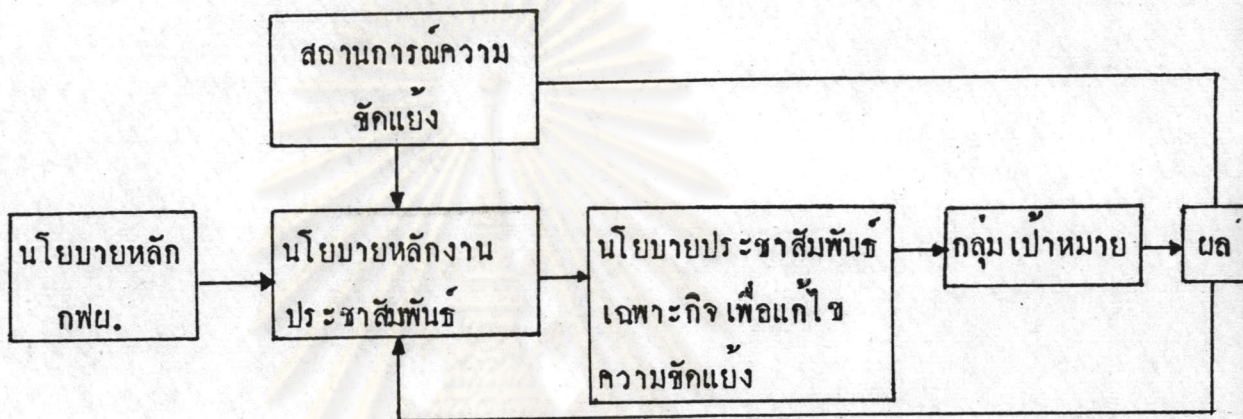 สถานการณ์ความ
ขัดแย้ง
นโยบายหลัก
กฟผ.
นโยบายหลักงาน
ประชาสัมพันธ์
นโยบายประชาสัมพันธ์
เฉพาะกิจ เพื่อแก้ไข
ความขัดแย้ง
กลุ่มเป้าหมาย
ผล